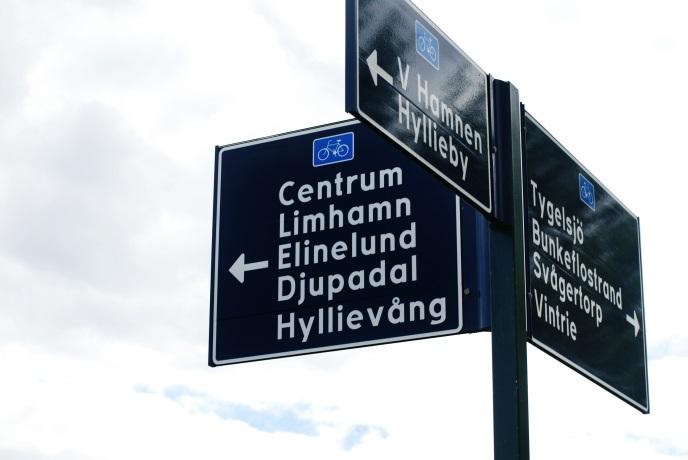 V Hamnen
Hyllieby
Centrum
Limhamn
Elinelund
Djupadal
Hyllievång
Tygelsjö
Bunkeflostrand
Svågertorp
Vintrie